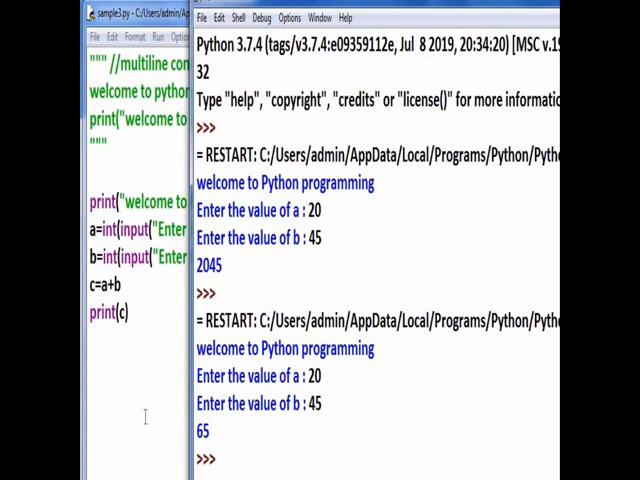 sample3.py - C:/Users/admin/Ap
File Edit Format Run
""" //multiline
welcome to python
print("welcome to
"""
print("welcome to
a=int(input("Enter
b=int(input("Enter
c=a+b
print(c)
File Edit Shell Debug Options Window Help
Python 3.7.4 (tags/v3.7.4:e09359112e, Jul 8 2019, 20:34:20) [MSC v.19
32
Type "help", "copyright", "credits" or "license()" for more informatio
>>>
= RESTART: C:/Users/admin/AppData/Local/Programs/Python/Pytho
welcome to Python programming
Enter the value of a : 20
Enter the value of b : 45
2045
>>>
= RESTART: C:/Users/admin/AppData/Local/Programs/Python/Pytho
welcome to Python programming
Enter the value of a : 20
Enter the value of b : 45
65
>>>